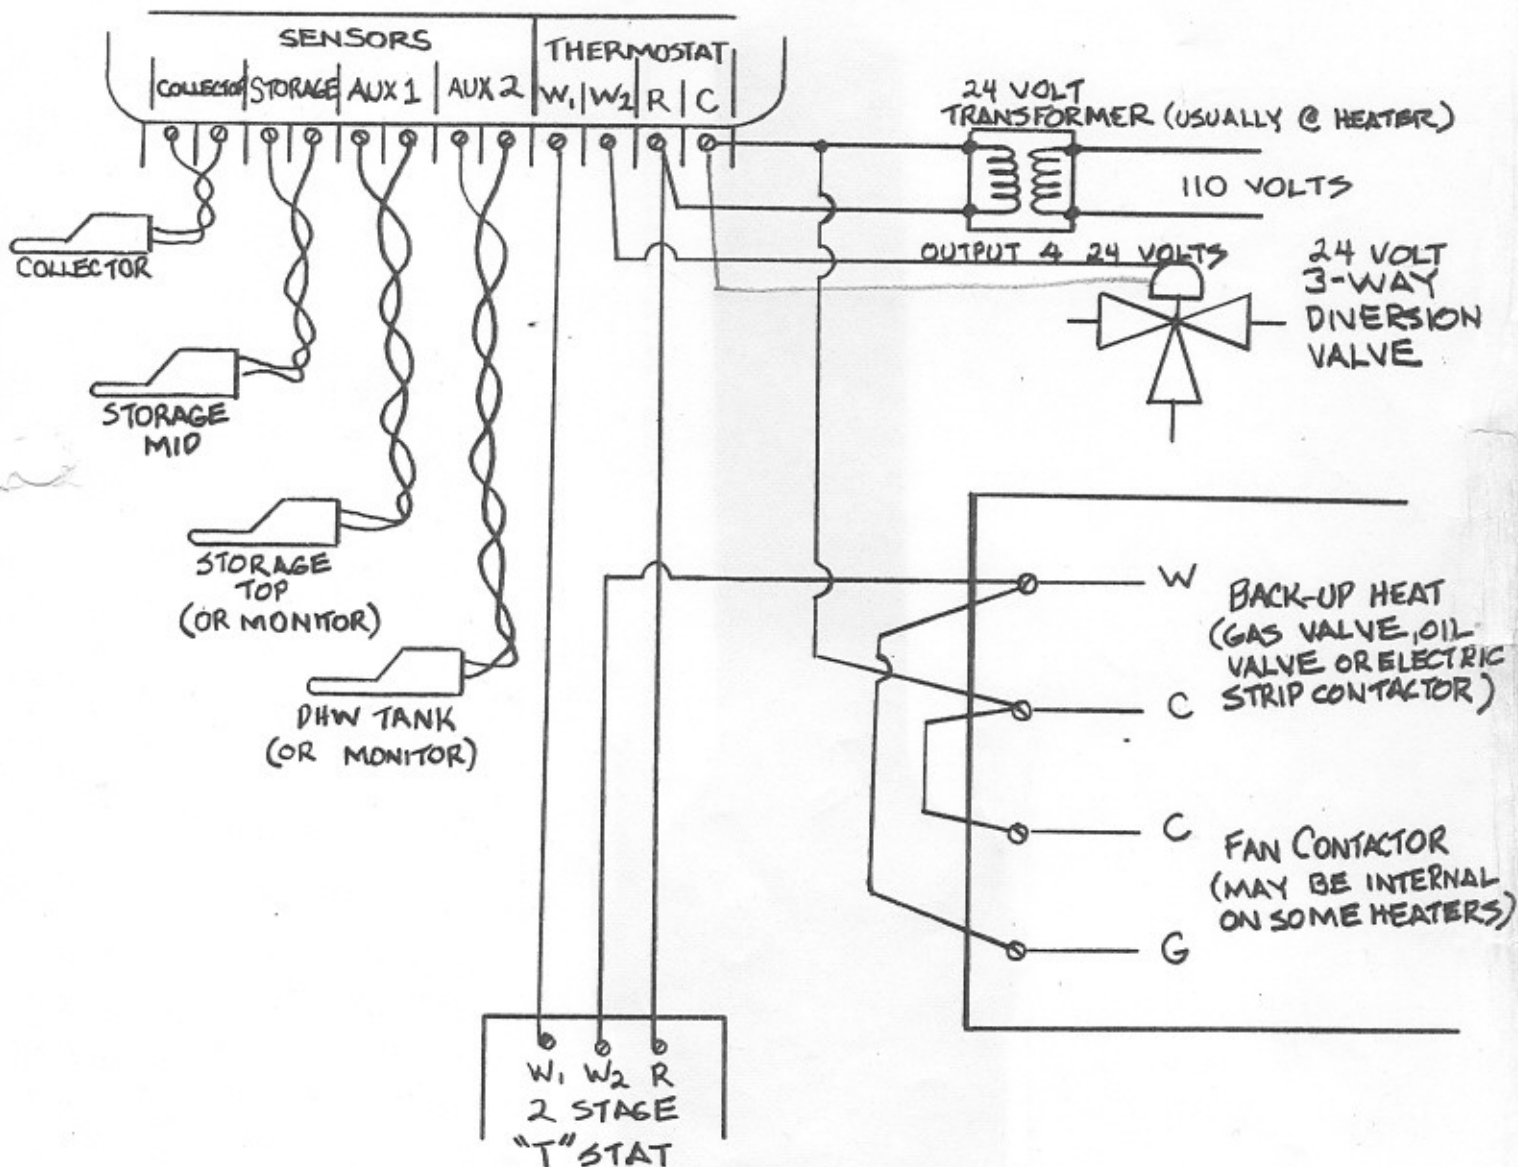 SENSORS
THERMOSTAT
COLLECTOR STORAGE AUX 1 AUX 2 W1 W2 R C
24 VOLT
TRANSFORMER (USUALLY @ HEATER)
110 VOLTS
OUTPUT 4 24 VOLTS
24 VOLT
3-WAY
DIVERSION
VALVE
COLLECTOR
STORAGE
MID
STORAGE
TOP
(OR MONITOR)
DHW TANK
(OR MONITOR)
W
BACK-UP HEAT
(GAS VALVE, OIL
VALVE OR ELECTRIC
STRIP CONTACTOR)
C
C
FAN CONTACTOR
(MAY BE INTERNAL
ON SOME HEATERS)
G
W1 W2 R
2 STAGE
"T" STAT